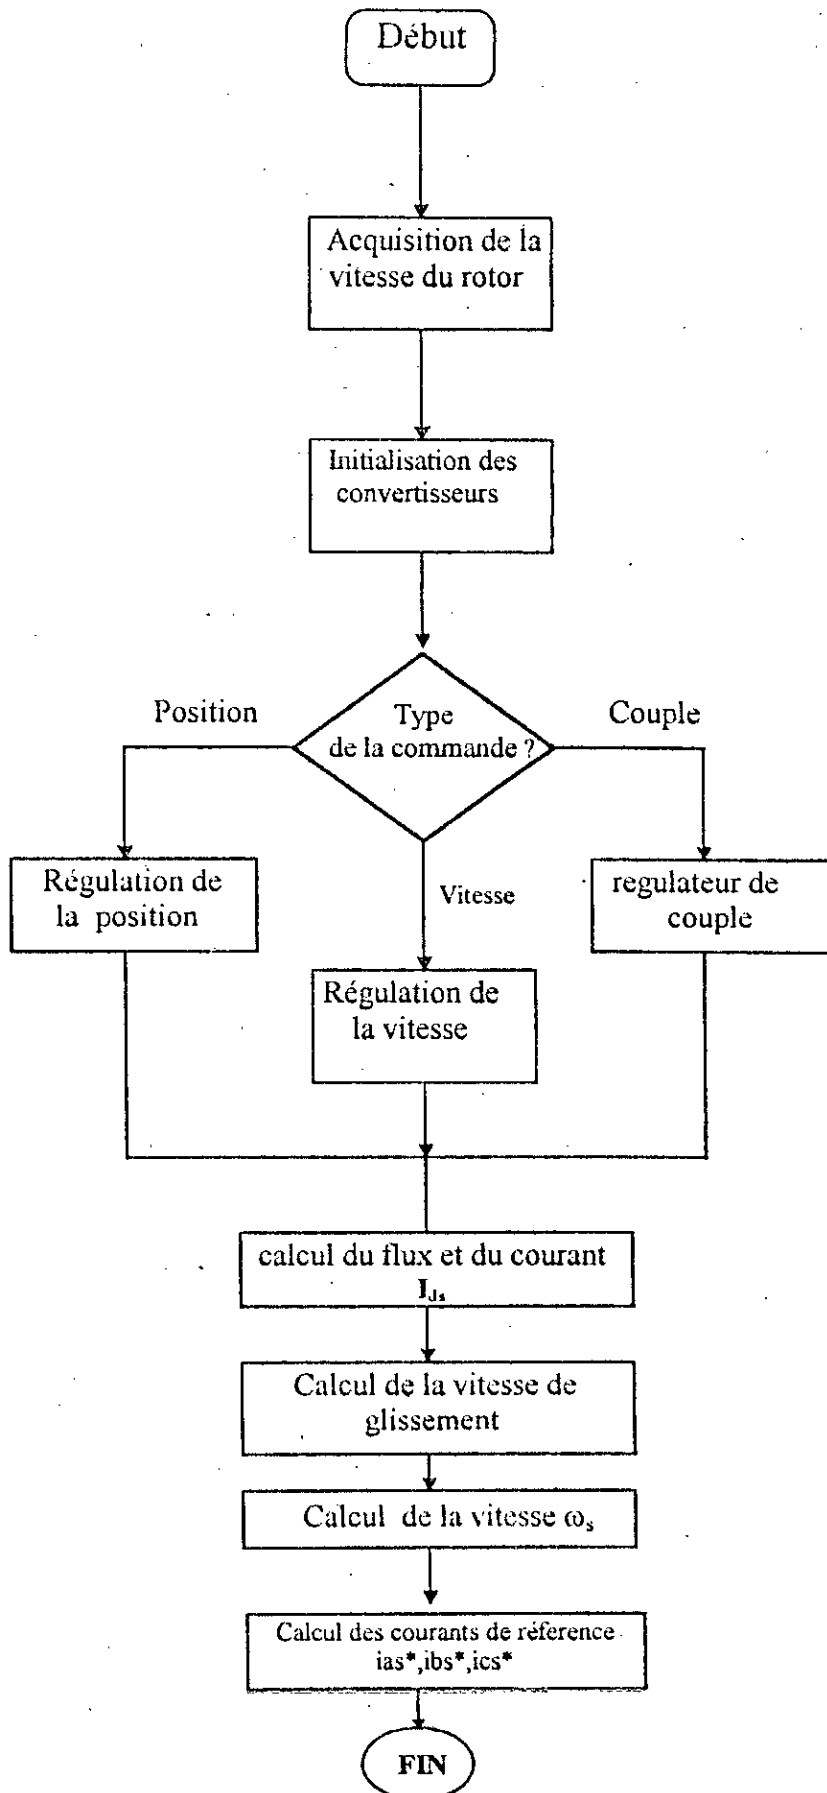 Début
Acquisition de la
vitesse du rotor
Initialisation des
convertisseurs
Type
de la commande ?
Position
Couple
Régulation de
la position
Vitesse
regulateur de
couple
Régulation de
la vitesse
calcul du flux et du courant
I_ds
Calcul de la vitesse de
glissement
Calcul de la vitesse ω_s
Calcul des courants de réference
ias*,ibs*,ics*
FIN